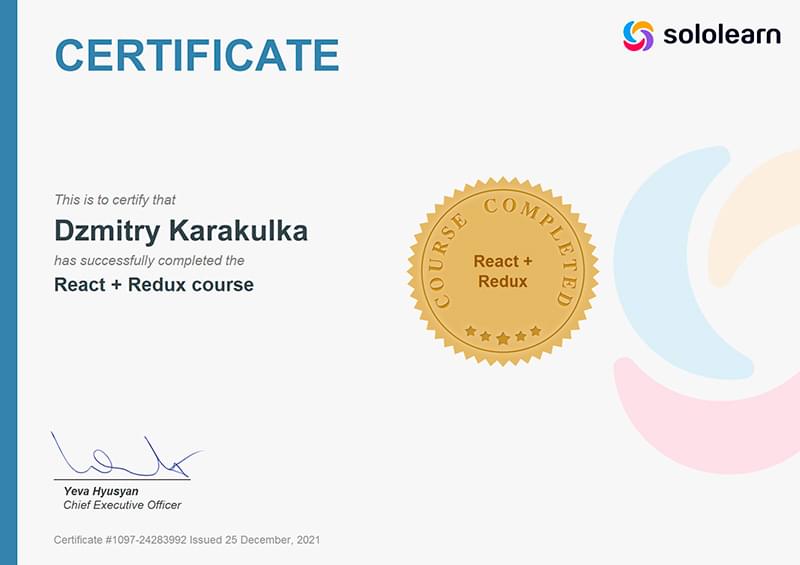 CERTIFICATE
sololearn
This is to certify that
Dzmitry Karakulka
has successfully completed the
React + Redux course
COURSE COMPLETED
React +
Redux
Yeva Hyusyan
Chief Executive Officer
Certificate #1097-24283992 Issued 25 December, 2021